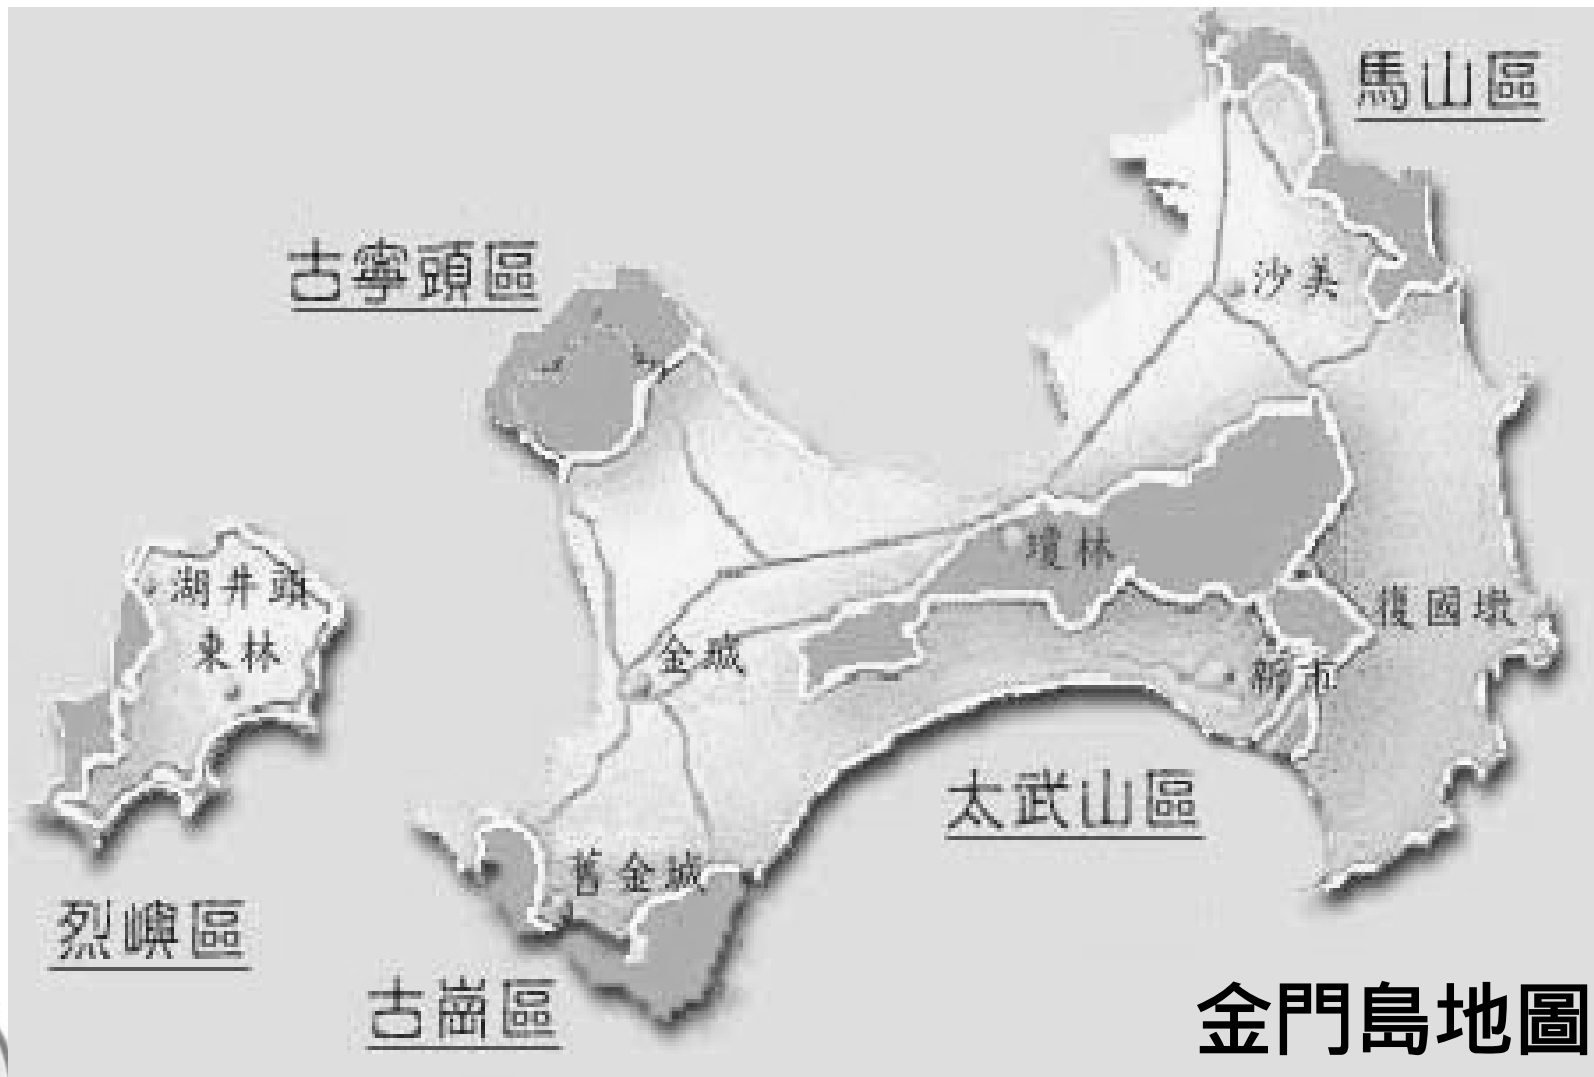 馬山區
古寧頭區
沙美
瓊林
湖井頭
復國墩
東林
金城
新市
太武山區
舊金城
烈嶼區
古崗區
金門島地圖